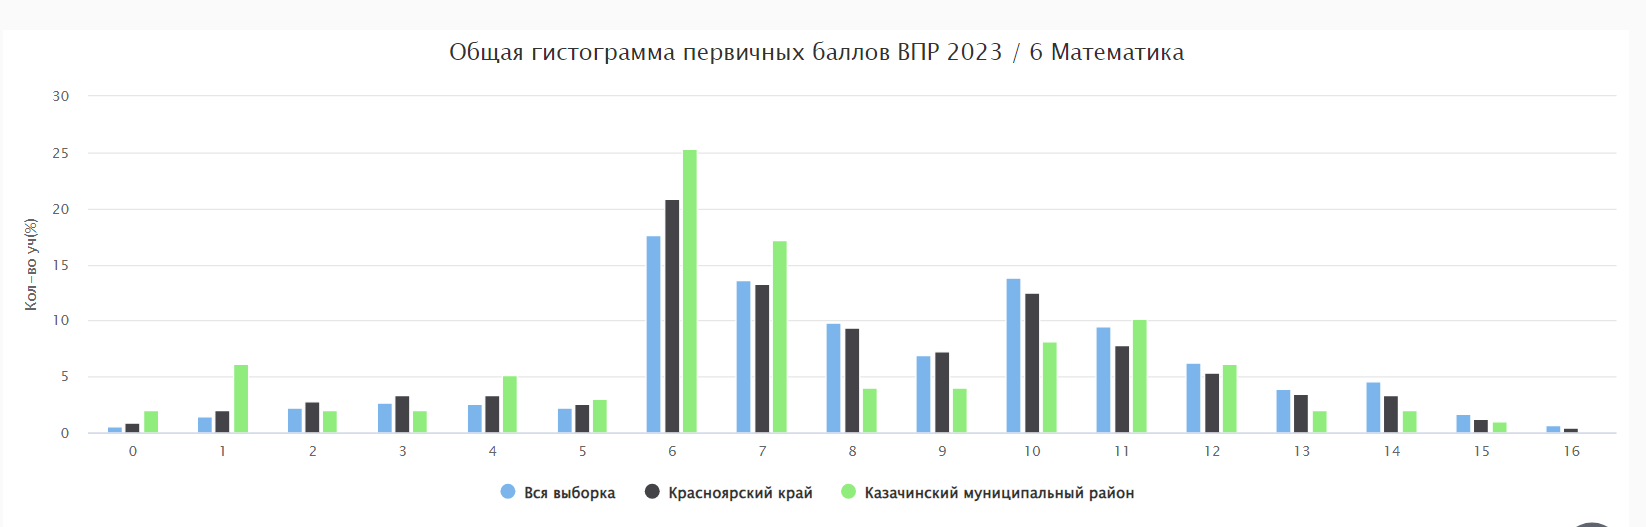 Общая гистограмма первичных баллов ВПР 2023 / 6 Математика
30
25
20
15
10
5
0
Кол-во уч(%)
0 1 2 3 4 5 6 7 8 9 10 11 12 13 14 15 16
Вся выборка Красноярский край Казачинский муниципальный район